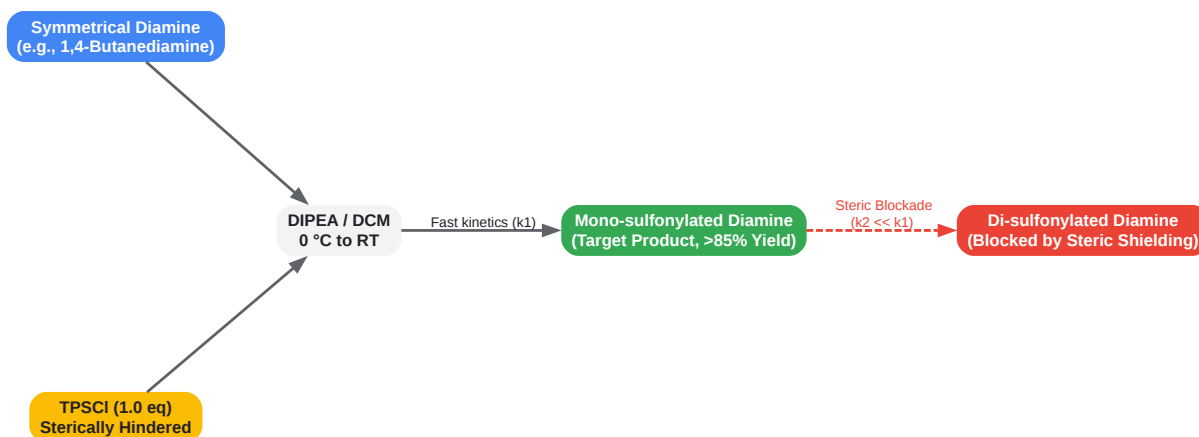 Symmetrical Diamine
(e.g., 1,4-Butanediamine)
DIPEA / DCM
0 °C to RT
Fast kinetics (k1)
Mono-sulfonylated Diamine
(Target Product, >85% Yield)
Steric Blockade
(k2 << k1)
Di-sulfonylated Diamine
(Blocked by Steric Shielding)
TPSCl (1.0 eq)
Sterically Hindered